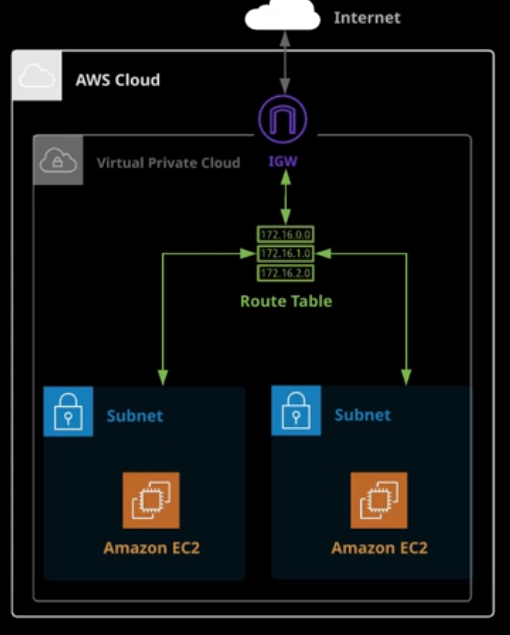 Internet
AWS Cloud
Virtual Private Cloud
IGW
172.16.0.0
172.16.1.0
172.16.2.0
Route Table
Subnet
Subnet
Amazon EC2
Amazon EC2